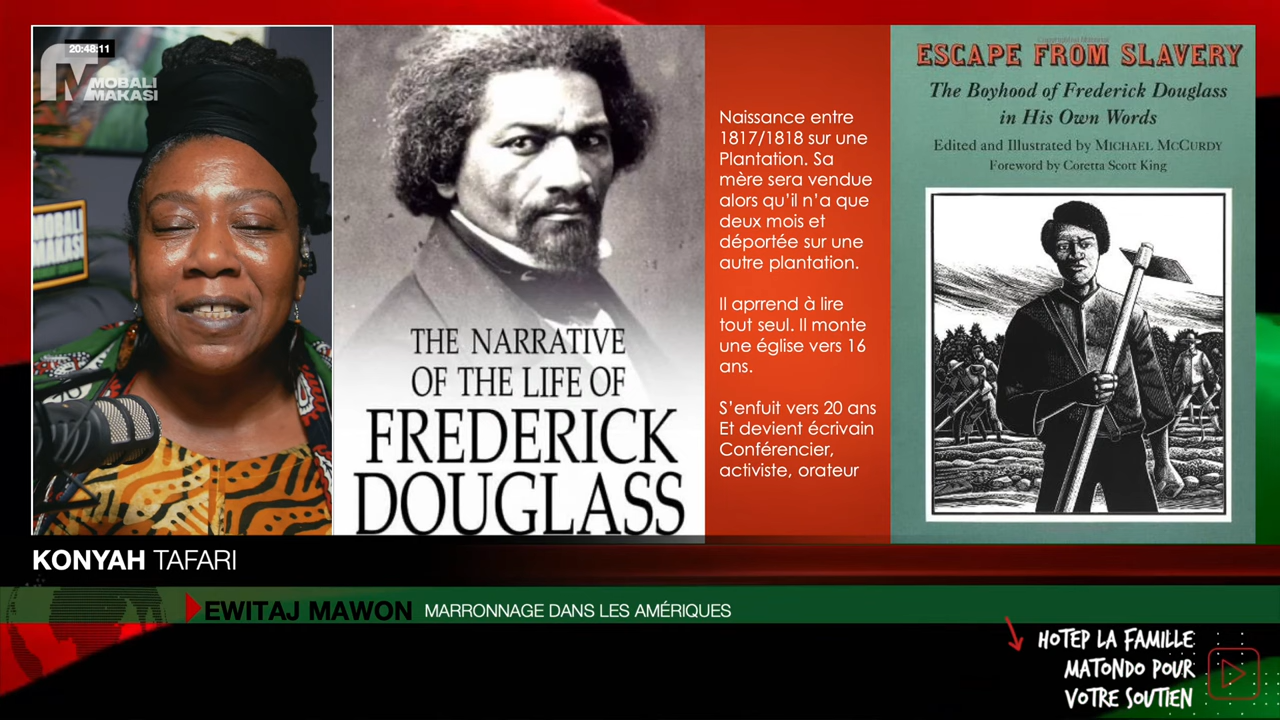 20:48:11
MOBALI
MAKASI
MOBALI
MAKASI
THE NARRATIVE
OF THE LIFE OF
FREDERICK
DOUGLASS
Naissance entre
1817/1818 sur une
Plantation. Sa
mère sera vendue
alors qu'il n'a que
deux mois et
déportée sur une
autre plantation.
Il aprrend à lire
tout seul. Il monte
une église vers 16
ans.
S'enfuit vers 20 ans
Et devient écrivain
Conférencier,
activiste, orateur
ESCAPE FROM SLAVERY
The Boyhood of Frederick Douglass
in His Own Words
Edited and Illustrated by MICHAEL MCCURDY
Foreword by Coretta Scott King
KONYAH TAFARI
EWITAJ MAWON MARRONNAGE DANS LES AMÉRIQUES
HOTEP LA FAMILLE
MATONDO POUR
VOTRE SOUTIEN